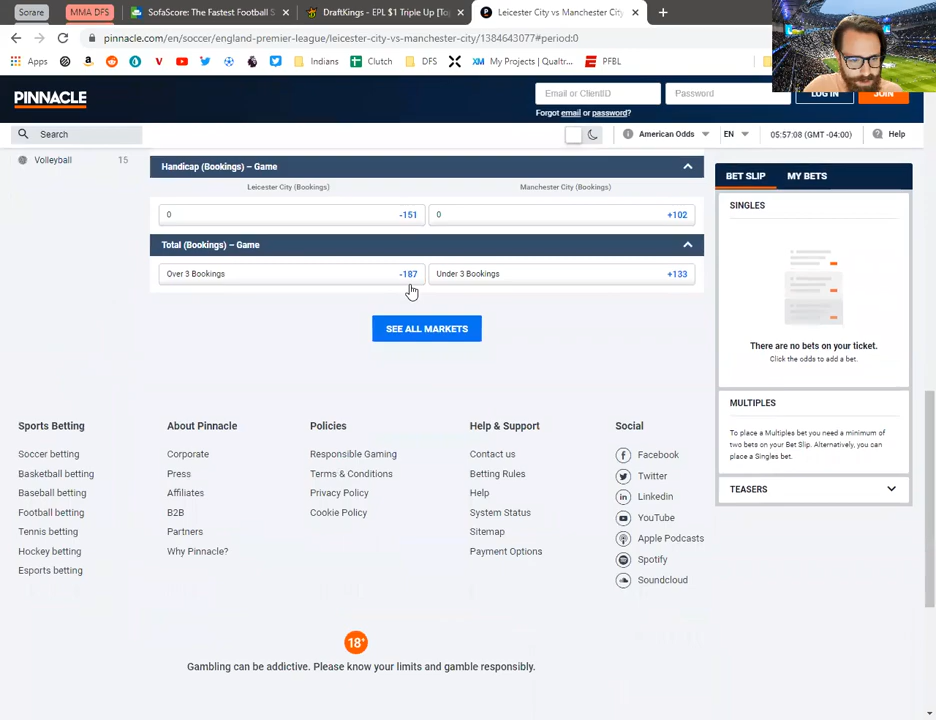 Sorare
MMA DFS
SofaScore: The Fastest Football S
DraftKings - EPL $1 Triple Up [To
Leicester City vs Manchester City
pinnacle.com/en/soccer/england-premier-league/leicester-city-vs-manchester-city/1384643077#period:0
Apps
Indians
Clutch
DFS
My Projects | Qualtr...
PFBL
PINNACLE
Email or ClientID
Password
LOG IN
JOIN
Forgot email or password?
Search
American Odds
EN
05:57:08 (GMT -04:00)
Help
Volleyball 15
Handicap (Bookings) – Game
Leicester City (Bookings)
Manchester City (Bookings)
0 -151
0 +102
Total (Bookings) – Game
Over 3 Bookings -187
Under 3 Bookings +133
SEE ALL MARKETS
BET SLIP
MY BETS
SINGLES
There are no bets on your ticket.
Click the odds to add a bet.
MULTIPLES
To place a Multiples bet you need a minimum of
two bets on your Bet Slip. Alternatively, you can
place a Singles bet.
TEASERS
Sports Betting
Soccer betting
Basketball betting
Baseball betting
Football betting
Tennis betting
Hockey betting
Esports betting
About Pinnacle
Corporate
Press
Affiliates
B2B
Partners
Why Pinnacle?
Policies
Responsible Gaming
Terms & Conditions
Privacy Policy
Cookie Policy
Help & Support
Contact us
Betting Rules
Help
System Status
Sitemap
Payment Options
Social
Facebook
Twitter
Linkedin
YouTube
Apple Podcasts
Spotify
Soundcloud
18+
Gambling can be addictive. Please know your limits and gamble responsibly.